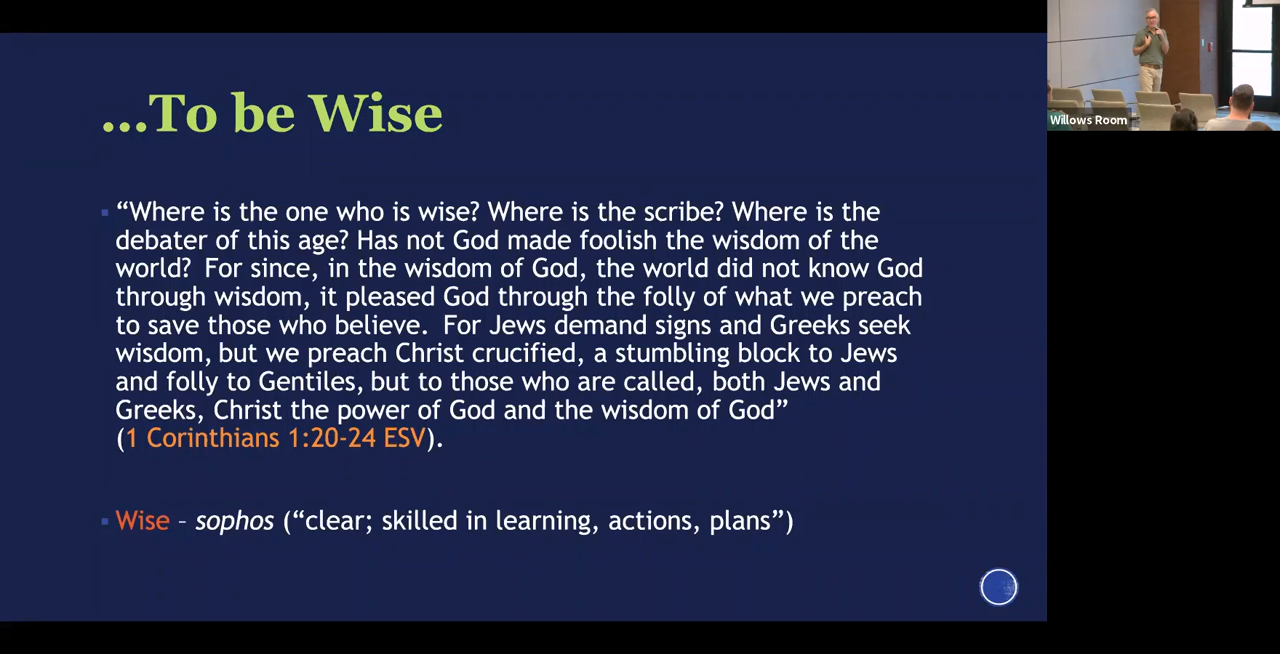 ...To be Wise
“Where is the one who is wise? Where is the scribe? Where is the
debater of this age? Has not God made foolish the wisdom of the
world? For since, in the wisdom of God, the world did not know God
through wisdom, it pleased God through the folly of what we preach
to save those who believe. For Jews demand signs and Greeks seek
wisdom, but we preach Christ crucified, a stumbling block to Jews
and folly to Gentiles, but to those who are called, both Jews and
Greeks, Christ the power of God and the wisdom of God”
(1 Corinthians 1:20-24 ESV).
Wise – sophos (“clear; skilled in learning, actions, plans”)
Willows Room